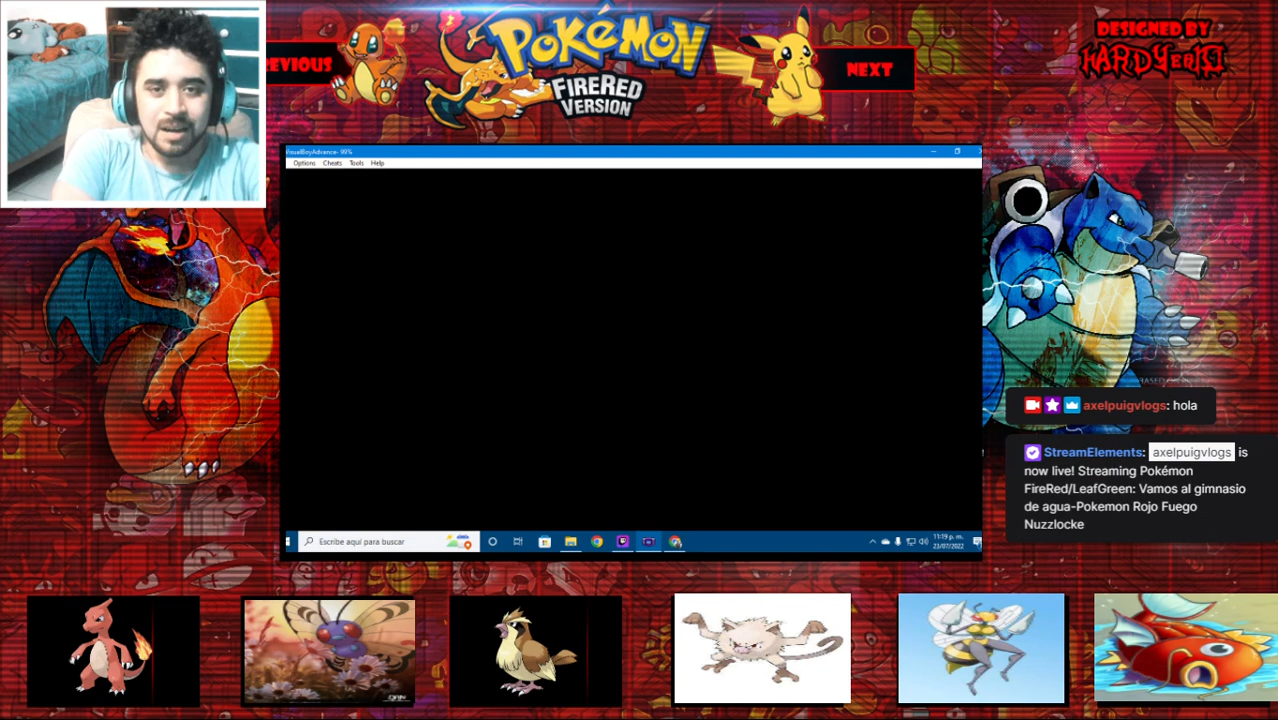 PREVIOUS
POKéMON
FIRERED
VERSION
NEXT
DESIGNED BY
HARDYerIST
VisualBoyAdvance- 99%
Options Cheats Tools Help
axelpuigvlogs: hola
StreamElements: axelpuigvlogs is
now live! Streaming Pokémon
FireRed/LeafGreen: Vamos al gimnasio
de agua-Pokemon Rojo Fuego
Nuzzlocke
Escribe aquí para buscar
11:19 p. m.
23/07/2022